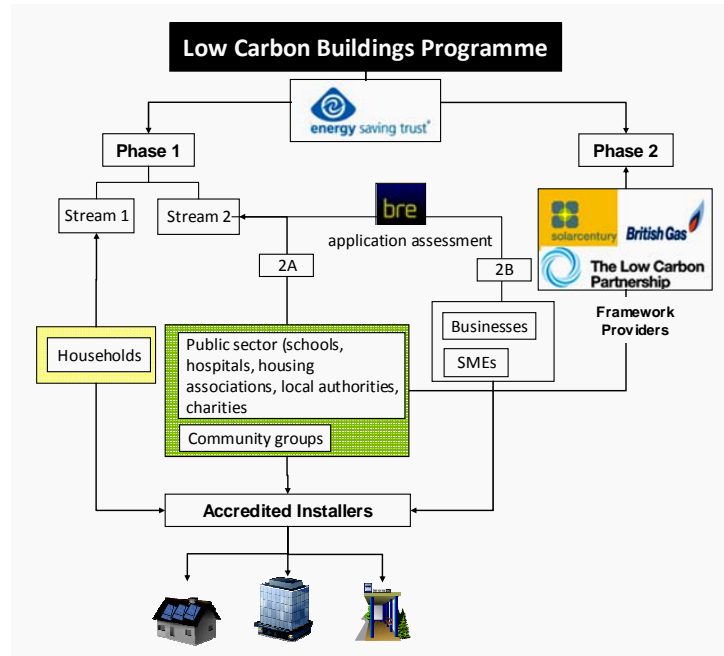 Low Carbon Buildings Programme
energy saving trust®
Phase 1
Phase 2
Stream 1
Stream 2
bre
application assessment
solarcentury
British Gas
The Low Carbon
Partnership
2A
2B
Framework
Providers
Households
Public sector (schools,
hospitals, housing
associations, local authorities,
charities
Community groups
Businesses
SMEs
Accredited Installers